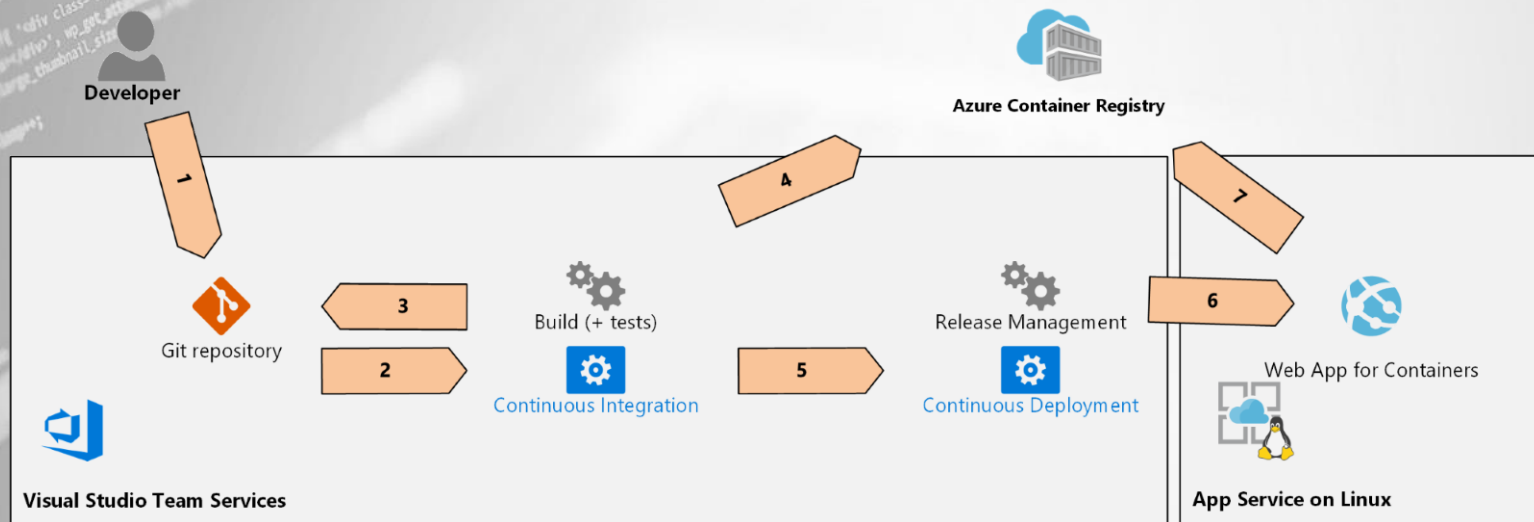 Developer
Azure Container Registry
1
4
7
3
6
Build (+ tests)
Release Management
Git repository
2
5
Web App for Containers
Continuous Integration
Continuous Deployment
Visual Studio Team Services
App Service on Linux